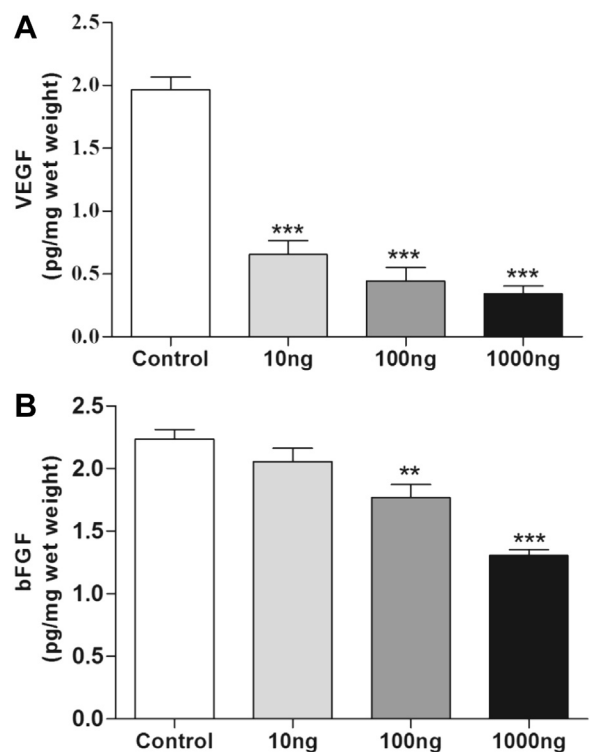 A
VEGF
(pg/mg wet weight)
2.5
2.0
1.5
1.0
0.5
0.0
***
***
***
Control 10ng 100ng 1000ng
B
bFGF
(pg/mg wet weight)
2.5
2.0
1.5
1.0
0.5
0.0
**
***
Control 10ng 100ng 1000ng